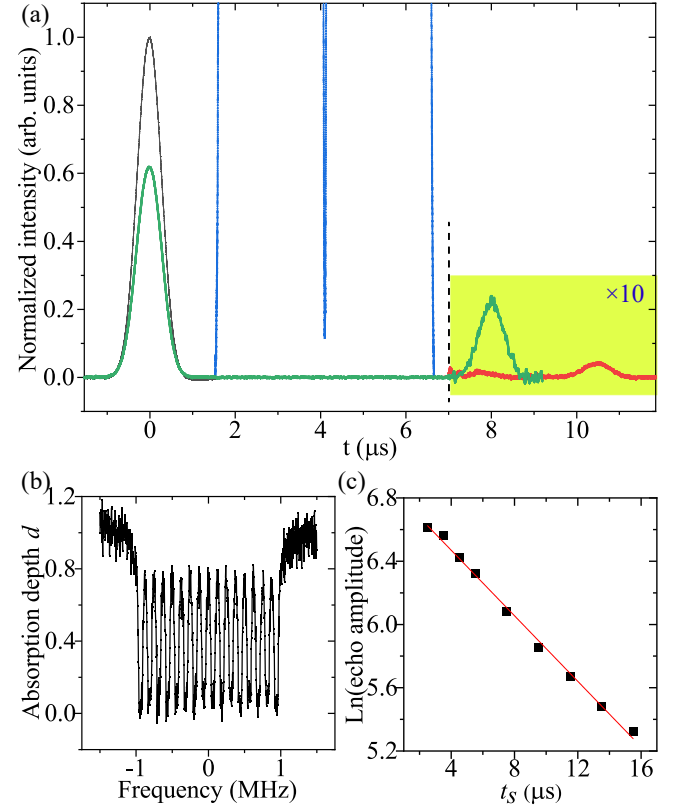 (a)
Normalized intensity (arb. units)
1.0
0.8
0.6
0.4
0.2
0.0
×10
0 2 4 6 8 10
t (μs)
(b)
Absorption depth d
1.2
0.8
0.4
0.0
-1 0 1
Frequency (MHz)
(c)
Ln(echo amplitude)
6.8
6.4
6.0
5.6
5.2
4 8 12 16
tS (μs)